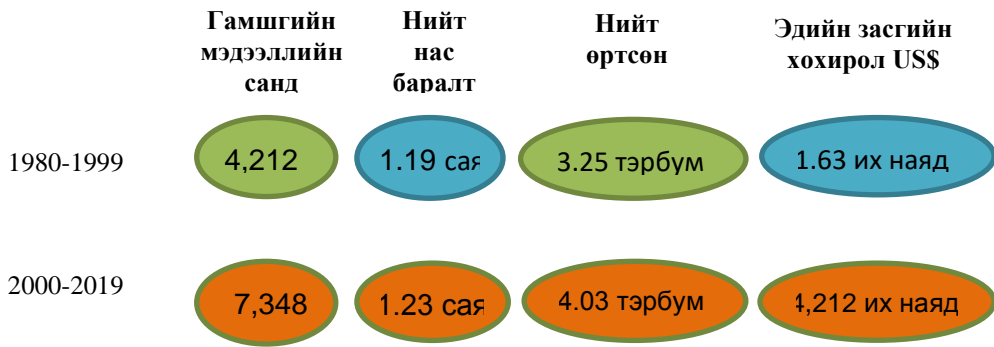 Гамшгийн
мэдээллийн
санд
Нийт
нас
баралт
Нийт
өртсөн
Эдийн засгийн
хохирол US$
1980-1999
4,212
1.19 сая
3.25 тэрбум
1.63 их наяд
2000-2019
7,348
1.23 сая
4.03 тэрбум
4,212 их наяд